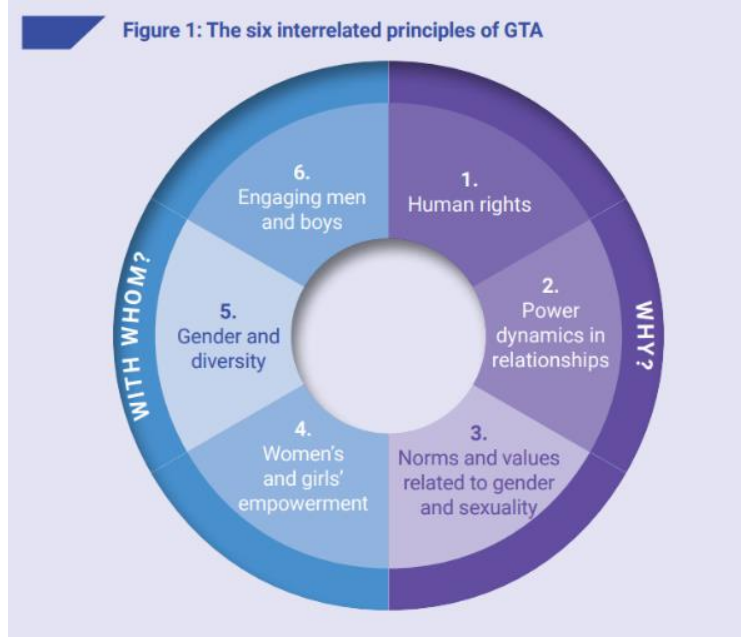 Figure 1: The six interrelated principles of GTA
1.
Human rights
2.
Power
dynamics in
relationships
WHY?
3.
Norms and values
related to gender
and sexuality
4.
Women's
and girls'
empowerment
5.
Gender and
diversity
WITH WHOM?
6.
Engaging men
and boys